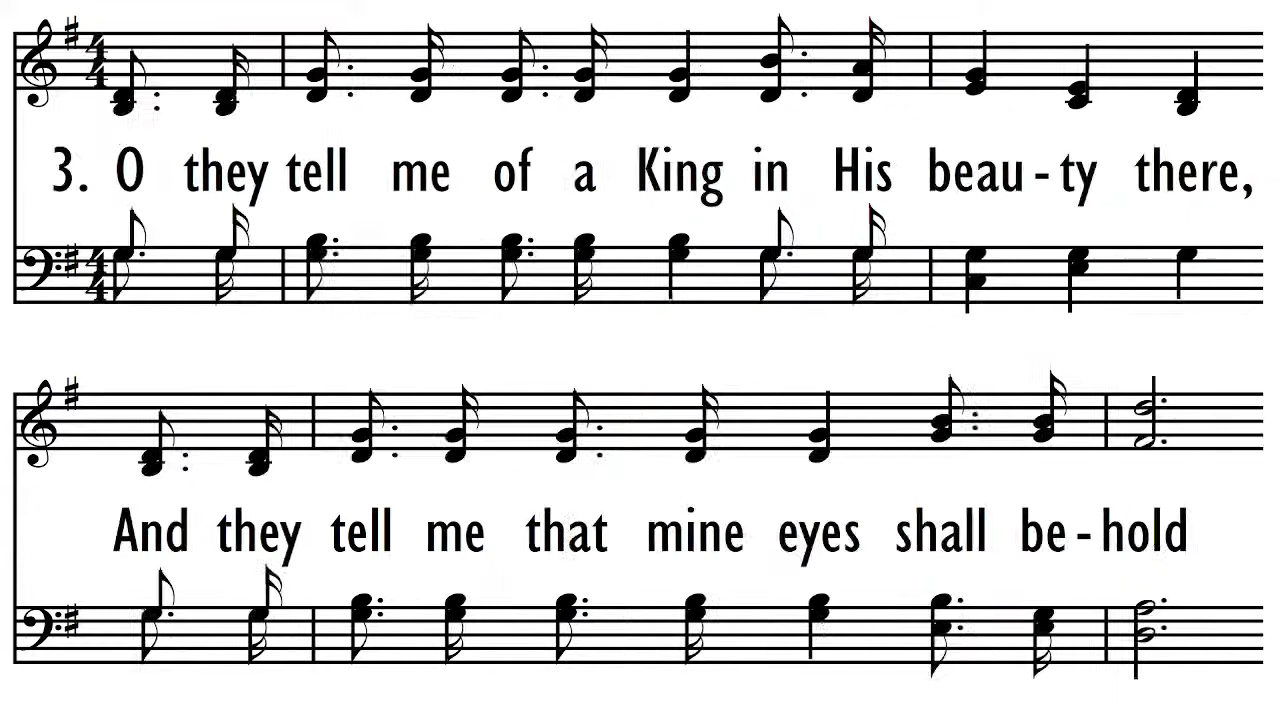 3. O they tell me of a King in His beau - ty there,
And they tell me that mine eyes shall be - hold